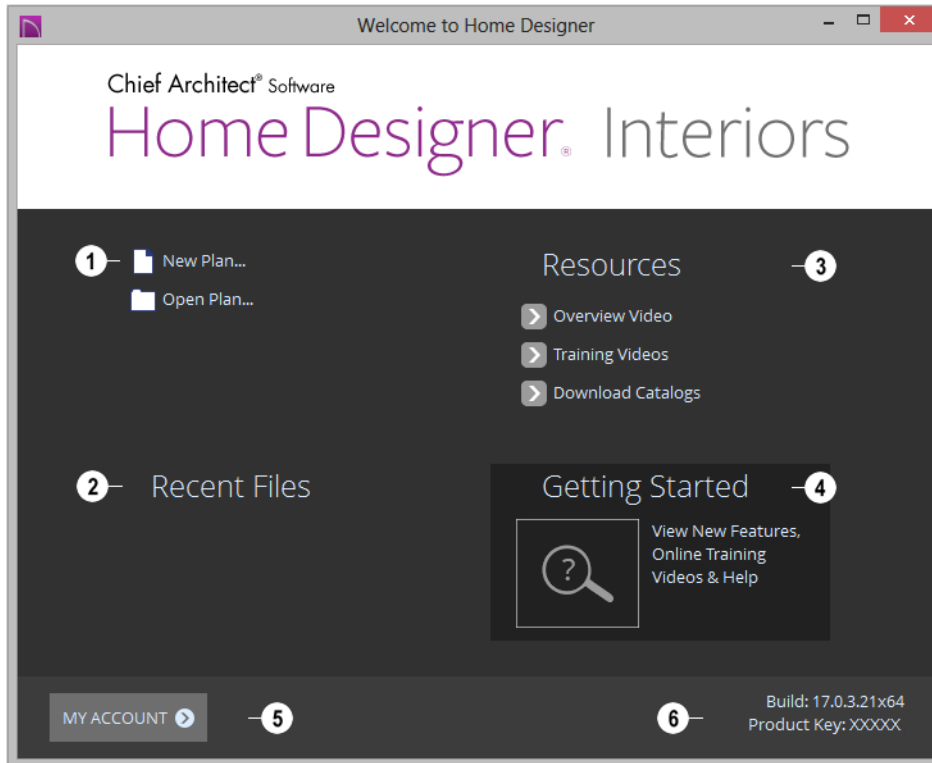 Welcome to Home Designer
Chief Architect® Software
Home Designer® Interiors
1
New Plan...
Open Plan...
Resources
3
Overview Video
Training Videos
Download Catalogs
2
Recent Files
Getting Started
4
?
View New Features,
Online Training
Videos & Help
MY ACCOUNT
5
6
Build: 17.0.3.21x64
Product Key: XXXXX